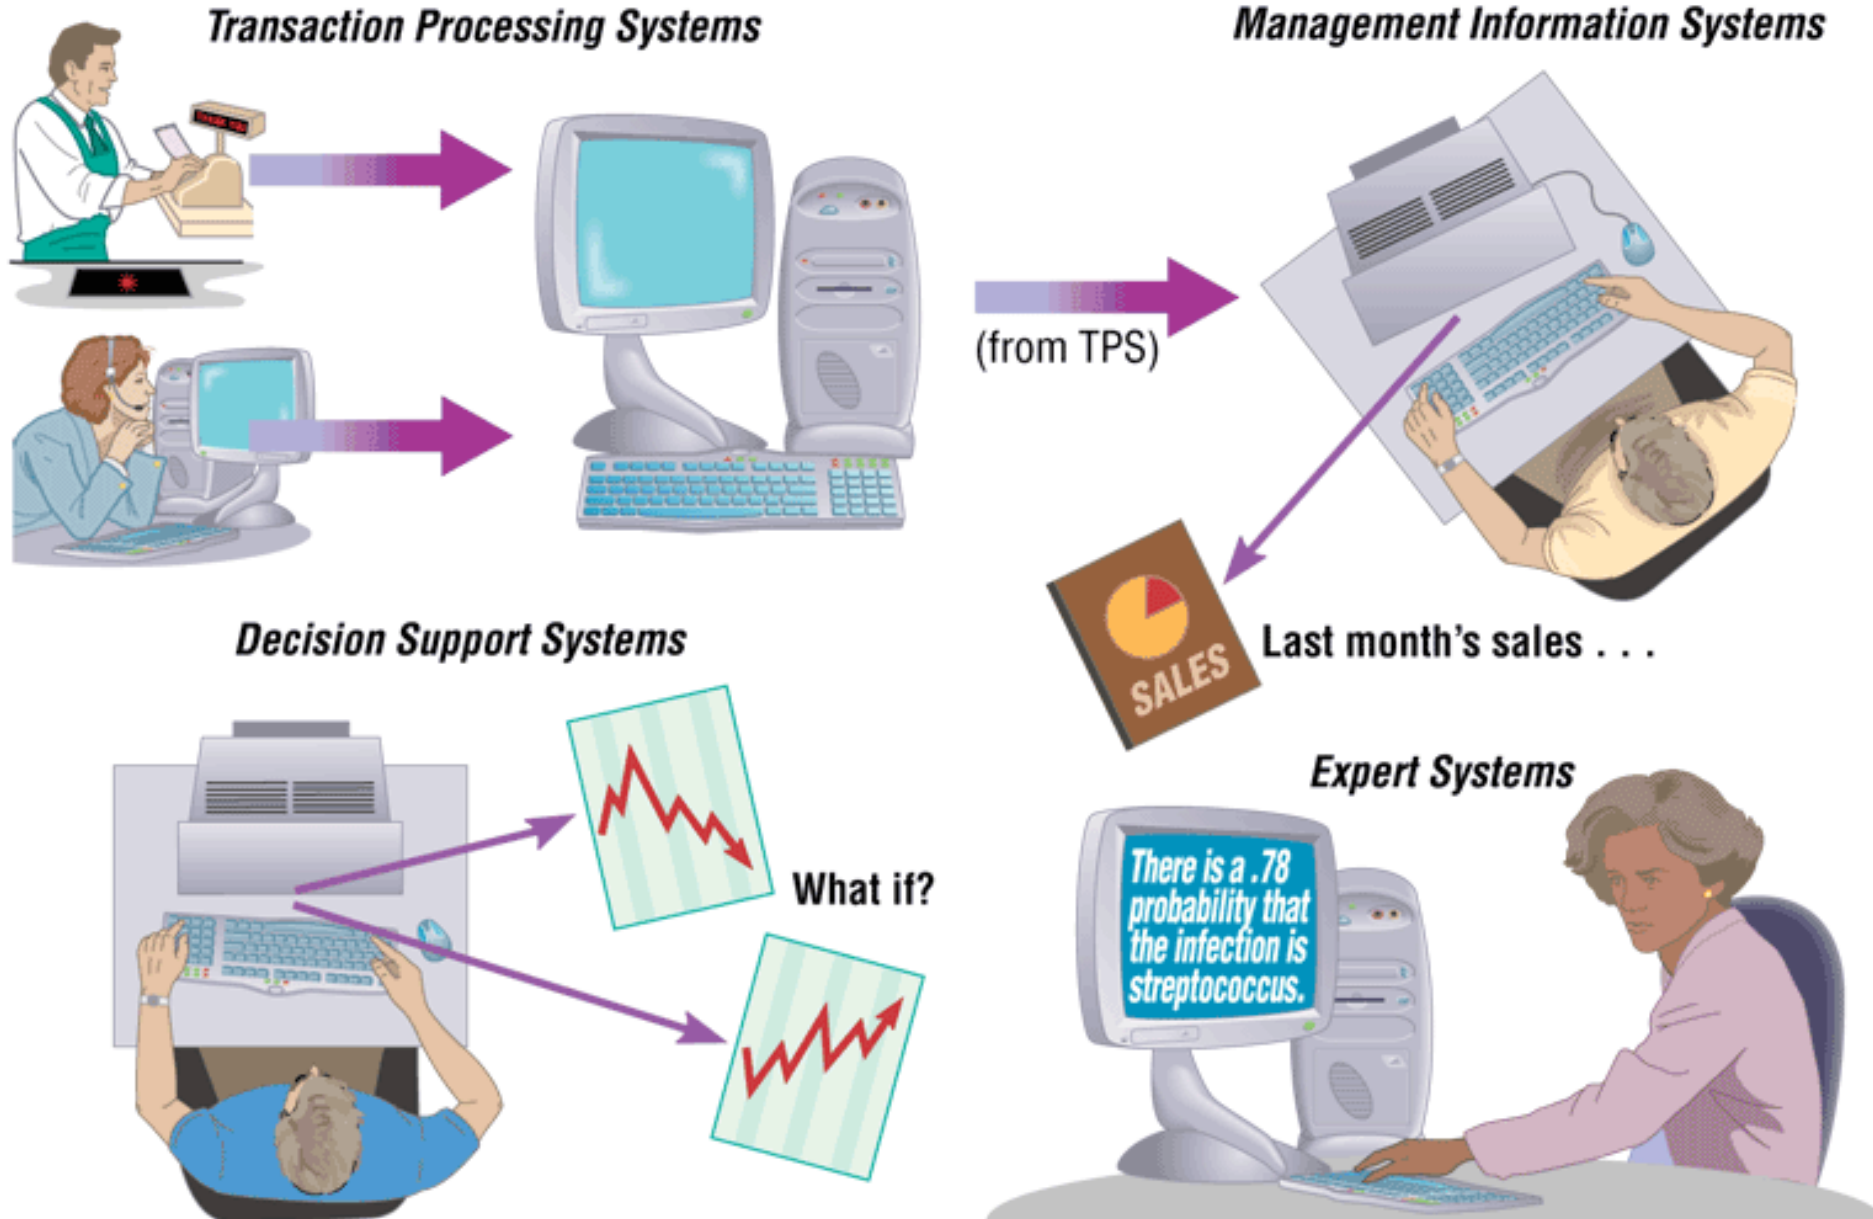 Transaction Processing Systems
Management Information Systems
(from TPS)
SALES
Last month's sales . . .
Decision Support Systems
What if?
Expert Systems
There is a .78
probability that
the infection is
streptococcus.